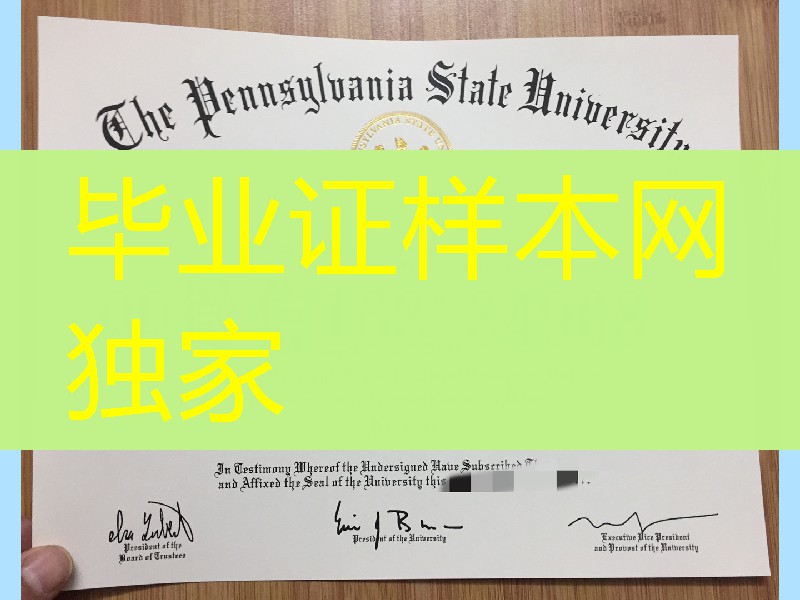 The Pennsylvania State University
毕业证样本网
独家
In Testimony Whereof the Undersigned Have Subscribed
and Affixed the Seal of the University this
President of the
Board of Trustees
President of the University
Executive Vice President
and Provost of the University